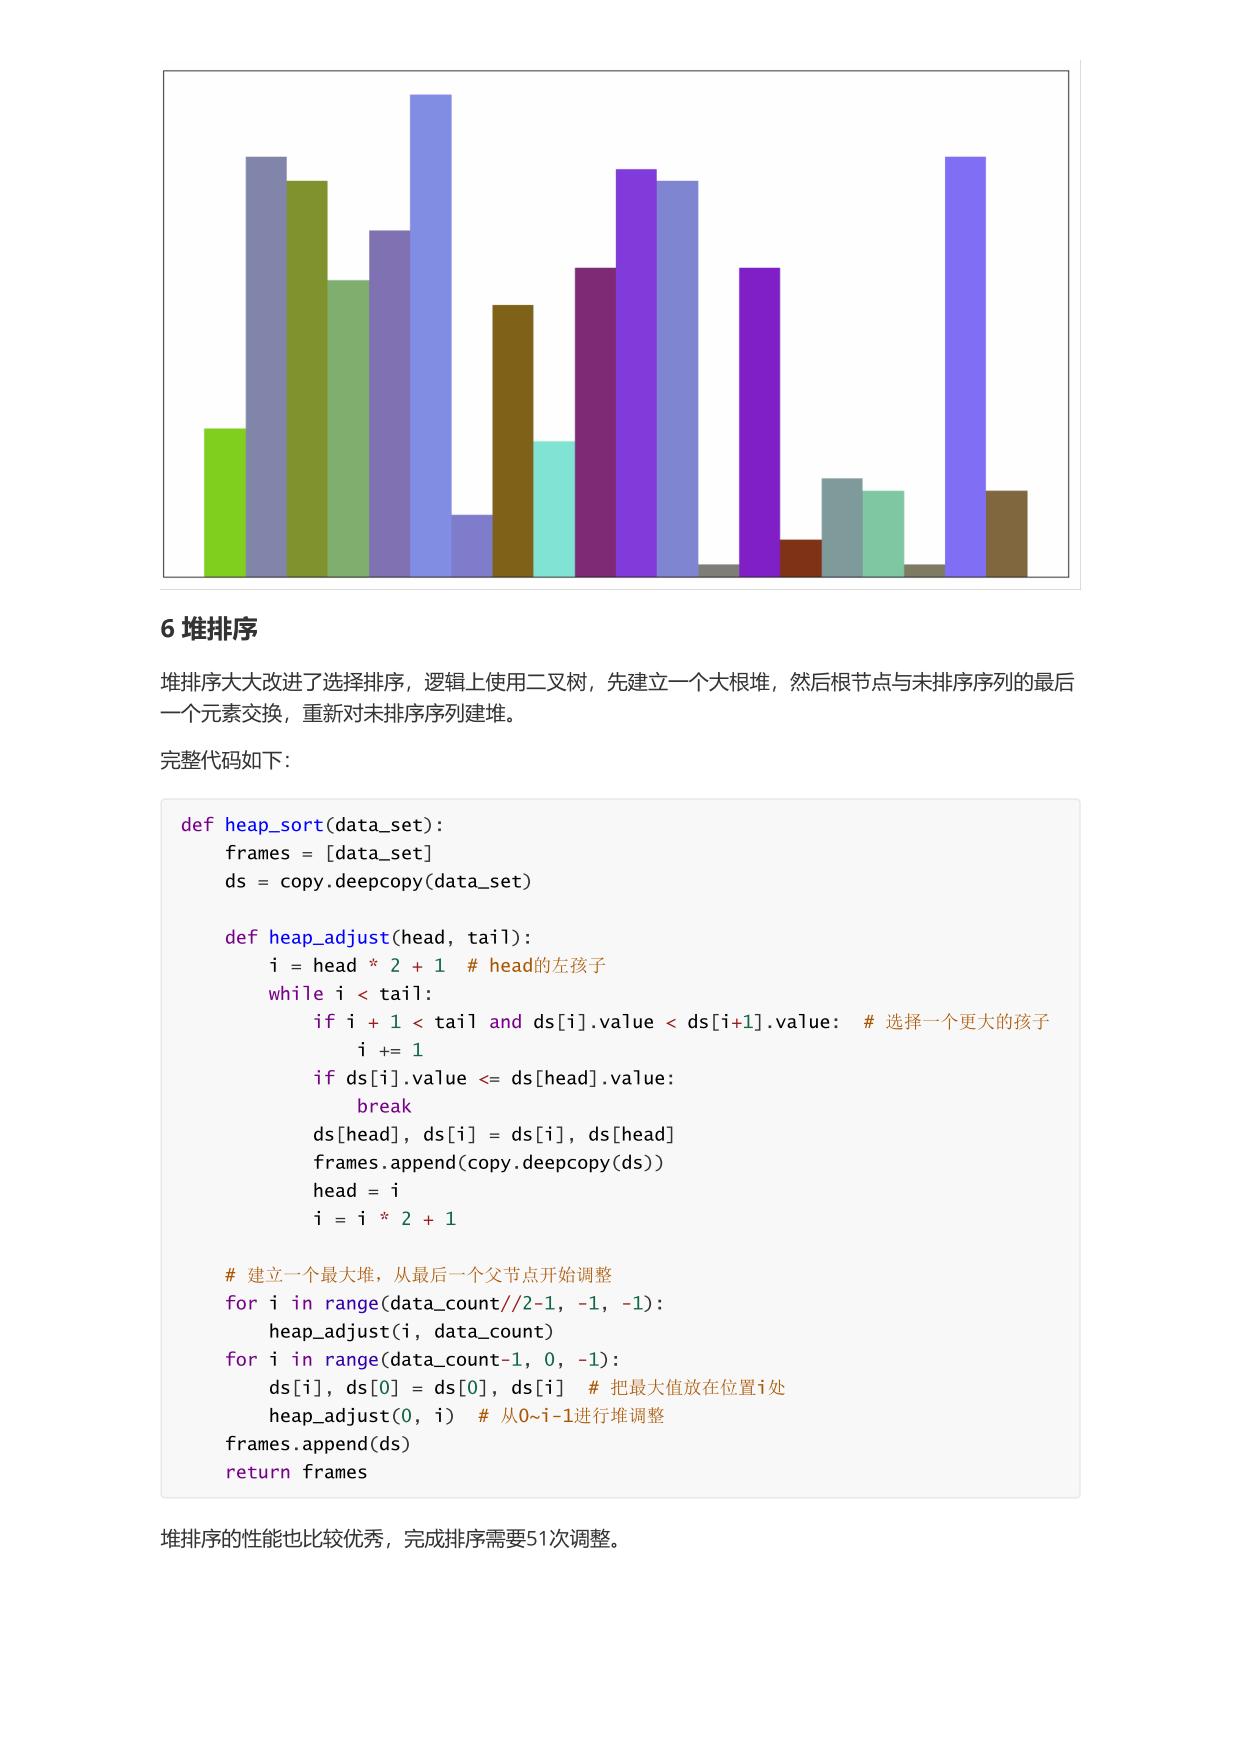 6 堆排序
堆排序大大改进了选择排序，逻辑上使用二叉树，先建立一个大根堆，然后根节点与未排序序列的最后
一个元素交换，重新对未排序序列建堆。
完整代码如下：
def heap_sort(data_set):
    frames = [data_set]
    ds = copy.deepcopy(data_set)
    def heap_adjust(head, tail):
        i = head * 2 + 1  # head的左孩子
        while i < tail:
            if i + 1 < tail and ds[i].value < ds[i+1].value:  # 选择一个更大的孩子
                i += 1
            if ds[i].value <= ds[head].value:
                break
            ds[head], ds[i] = ds[i], ds[head]
            frames.append(copy.deepcopy(ds))
            head = i
            i = i * 2 + 1
    # 建立一个最大堆，从最后一个父节点开始调整
    for i in range(data_count//2-1, -1, -1):
        heap_adjust(i, data_count)
    for i in range(data_count-1, 0, -1):
        ds[i], ds[0] = ds[0], ds[i]  # 把最大值放在位置i处
        heap_adjust(0, i)  # 从0~i-1进行堆调整
    frames.append(ds)
    return frames
堆排序的性能也比较优秀，完成排序需要51次调整。